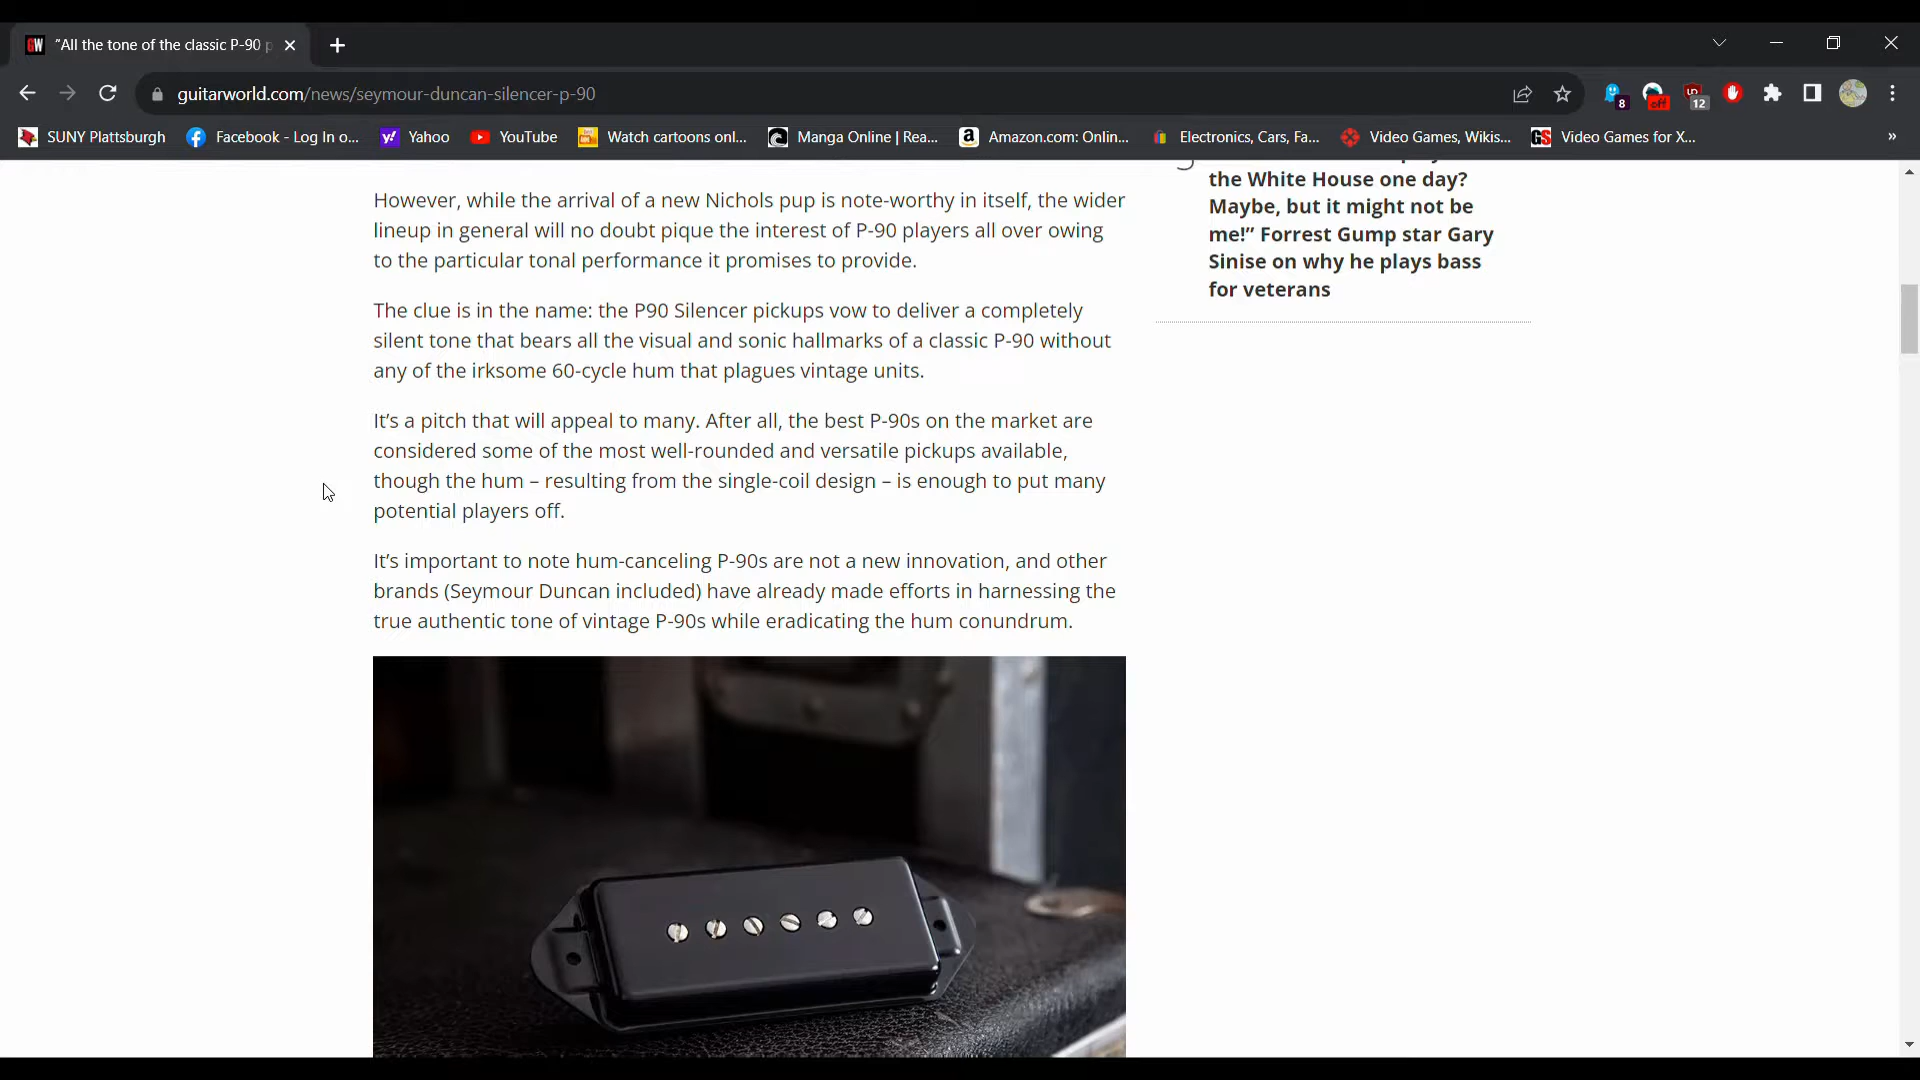 GW
"All the tone of the classic P-90 p
guitarworld.com/news/seymour-duncan-silencer-p-90
8
off
12
SUNY Plattsburgh
Facebook - Log In o...
Yahoo
YouTube
Watch cartoons onl...
Manga Online | Rea...
Amazon.com: Onlin...
Electronics, Cars, Fa...
Video Games, Wikis...
GS
Video Games for X...
»
However, while the arrival of a new Nichols pup is note-worthy in itself, the wider
lineup in general will no doubt pique the interest of P-90 players all over owing
to the particular tonal performance it promises to provide.
The clue is in the name: the P90 Silencer pickups vow to deliver a completely
silent tone that bears all the visual and sonic hallmarks of a classic P-90 without
any of the irksome 60-cycle hum that plagues vintage units.
It’s a pitch that will appeal to many. After all, the best P-90s on the market are
considered some of the most well-rounded and versatile pickups available,
though the hum – resulting from the single-coil design – is enough to put many
potential players off.
It’s important to note hum-canceling P-90s are not a new innovation, and other
brands (Seymour Duncan included) have already made efforts in harnessing the
true authentic tone of vintage P-90s while eradicating the hum conundrum.
the White House one day?
Maybe, but it might not be
me!” Forrest Gump star Gary
Sinise on why he plays bass
for veterans